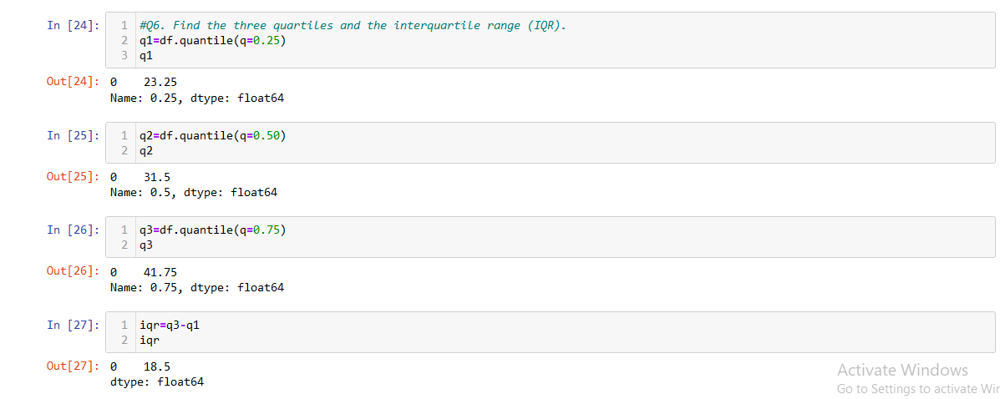 In [24]: 1 #Q6. Find the three quartiles and the interquartile range (IQR).
2 q1=df.quantile(q=0.25)
3 q1
Out[24]: 0 23.25
Name: 0.25, dtype: float64
In [25]: 1 q2=df.quantile(q=0.50)
2 q2
Out[25]: 0 31.5
Name: 0.5, dtype: float64
In [26]: 1 q3=df.quantile(q=0.75)
2 q3
Out[26]: 0 41.75
Name: 0.75, dtype: float64
In [27]: 1 iqr=q3-q1
2 iqr
Out[27]: 0 18.5
dtype: float64
Activate Windows
Go to Settings to activate Wir